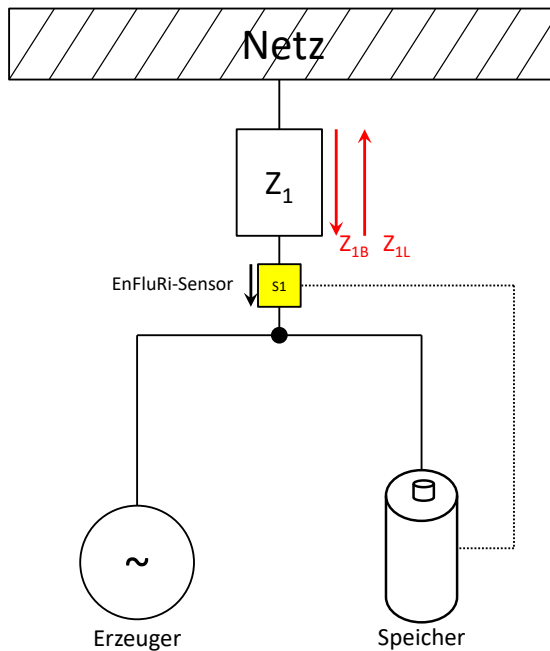 Netz
Z1
Z1B Z1L
EnFluRi-Sensor
S1
~
Erzeuger
Speicher